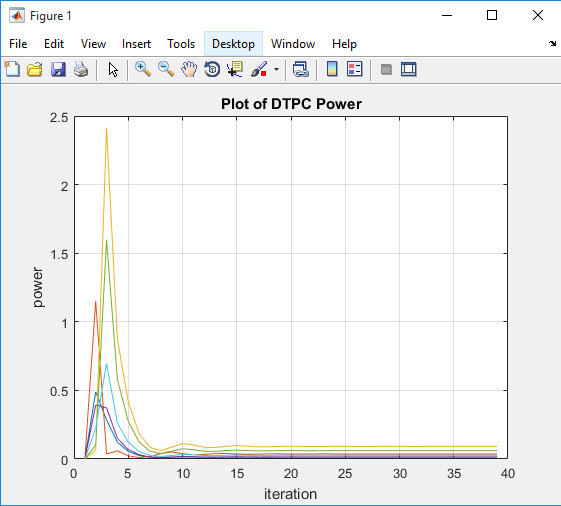 Figure 1
File Edit View Insert Tools Desktop Window Help
Plot of DTPC Power
2.5
2
1.5
1
0.5
0
power
0 5 10 15 20 25 30 35 40
iteration